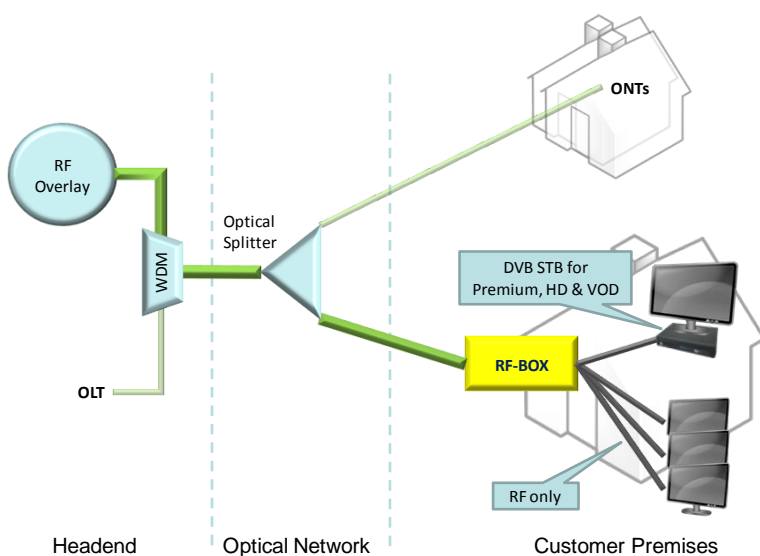 ONTs
RF
Overlay
Optical
Splitter
WDM
DVB STB for
Premium, HD & VOD
RF-BOX
OLT
RF only
Headend
Optical Network
Customer Premises